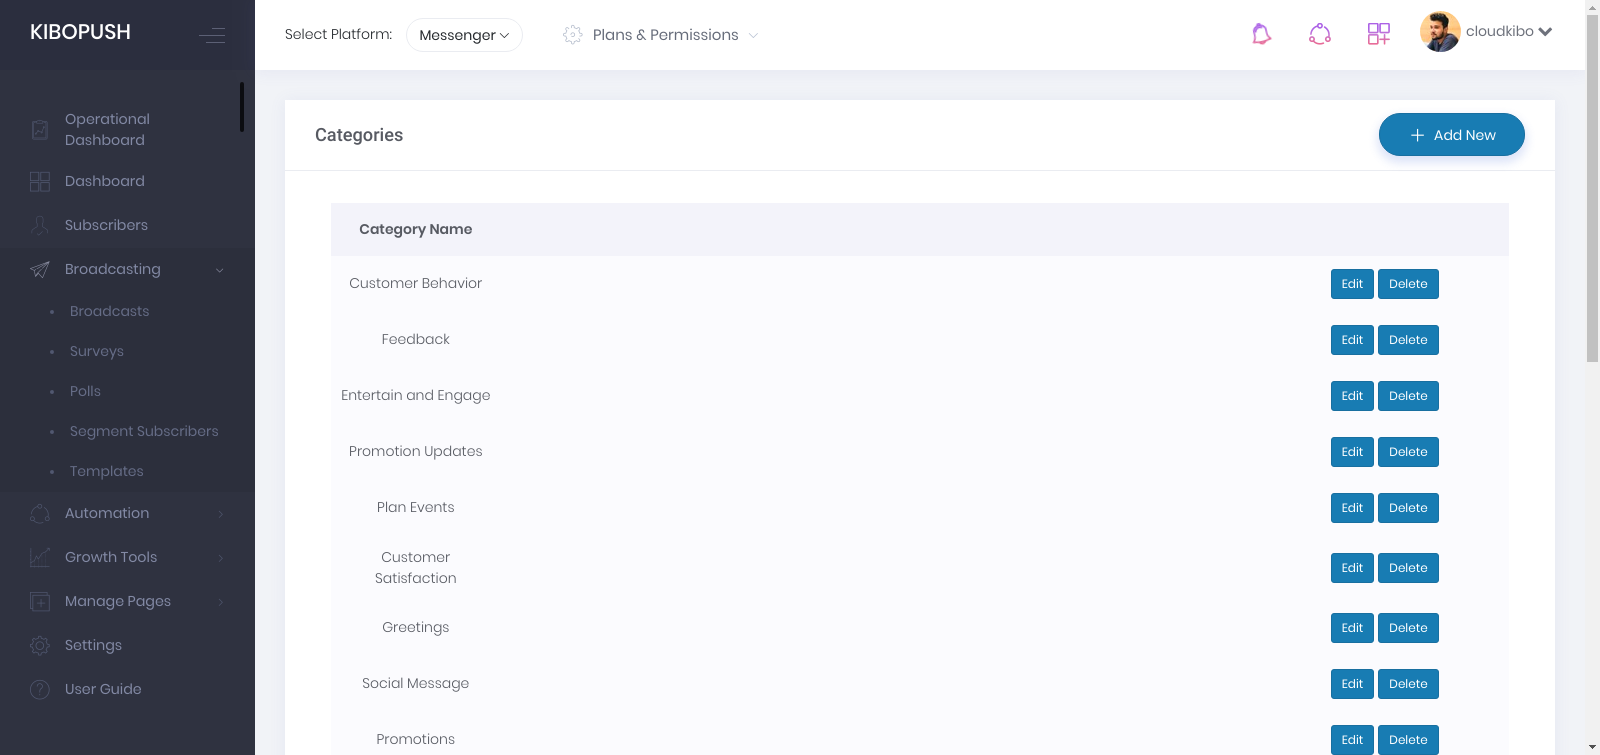 KIBOPUSH
Select Platform:
Messenger
Plans & Permissions
cloudkibo
Operational
Dashboard
Dashboard
Subscribers
Broadcasting
Broadcasts
Surveys
Polls
Segment Subscribers
Templates
Automation
Growth Tools
Manage Pages
Settings
User Guide
Categories
Add New
Category Name
Customer Behavior Edit Delete
Feedback Edit Delete
Entertain and Engage Edit Delete
Promotion Updates Edit Delete
Plan Events Edit Delete
Customer
Satisfaction Edit Delete
Greetings Edit Delete
Social Message Edit Delete
Promotions Edit Delete